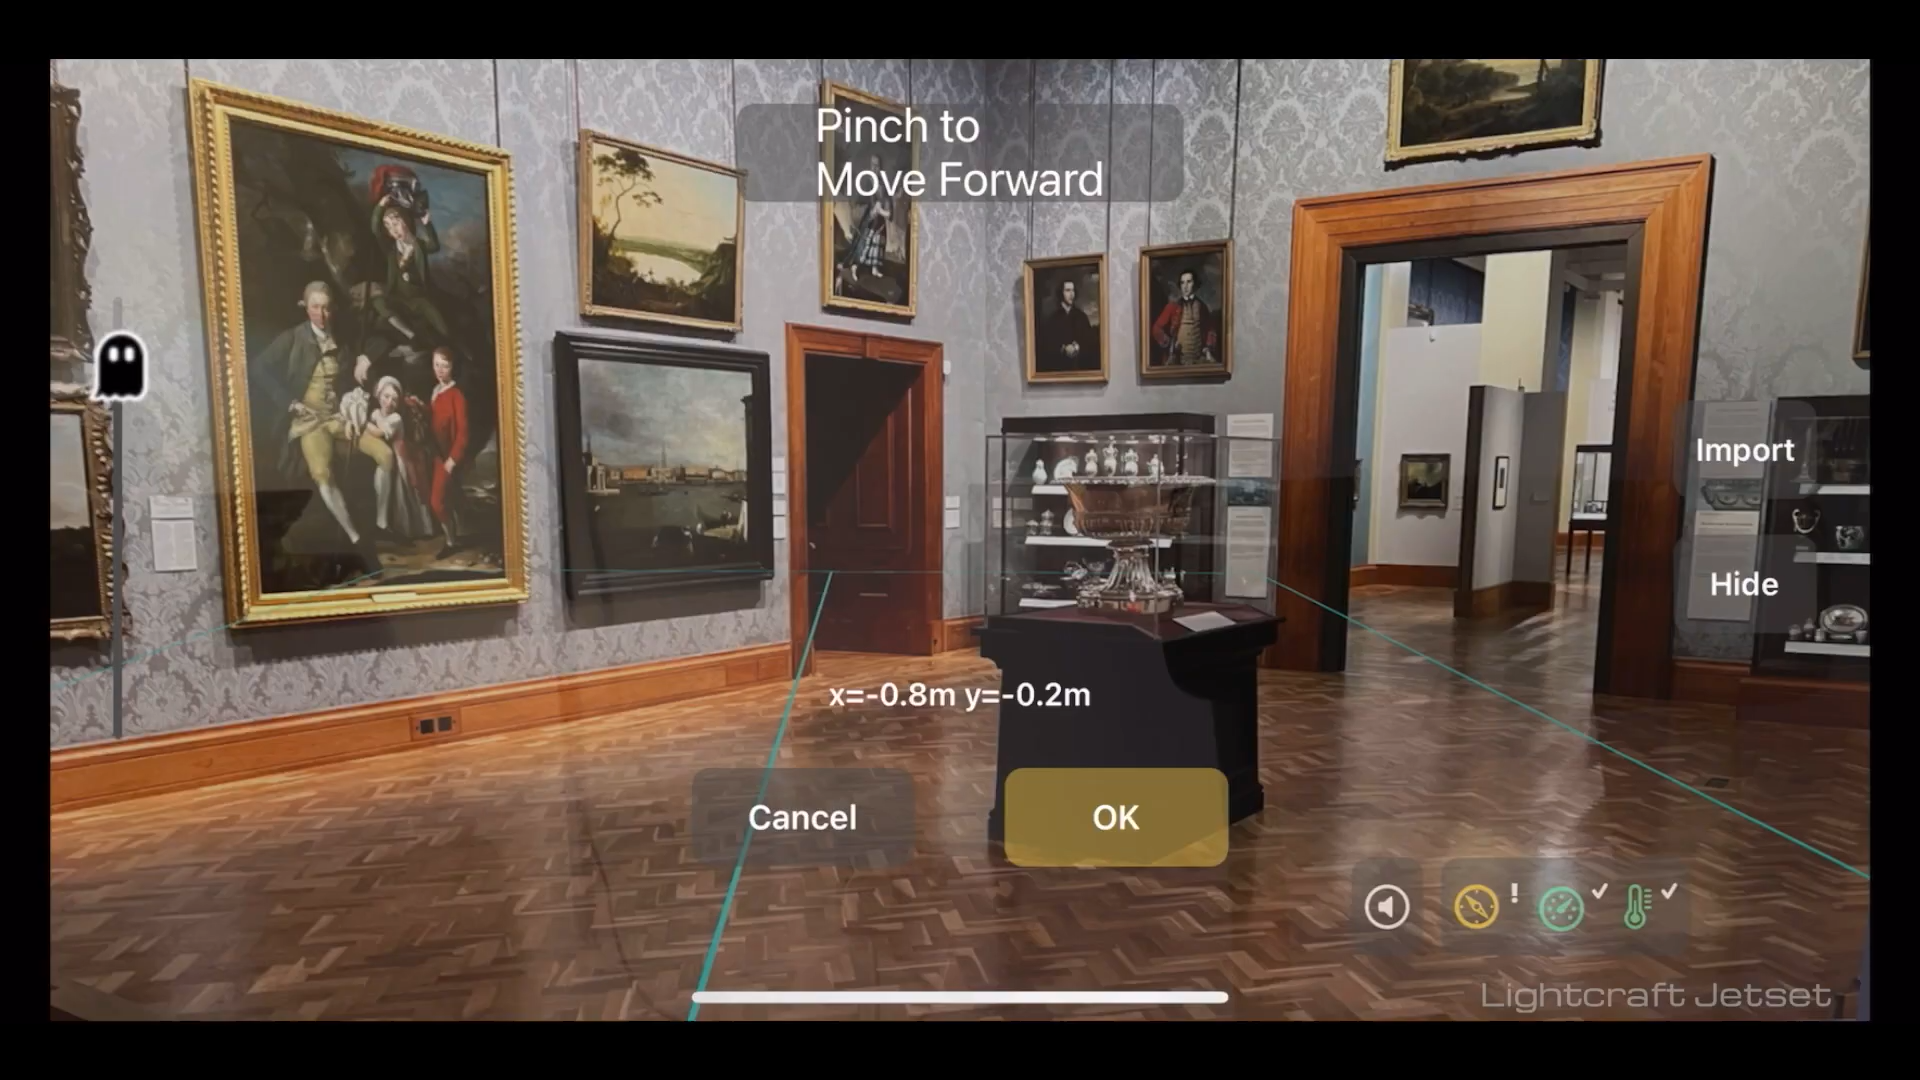 Pinch to
Move Forward
Import
Hide
x=-0.8m y=-0.2m
Cancel
OK
!
Lightcraft Jetset